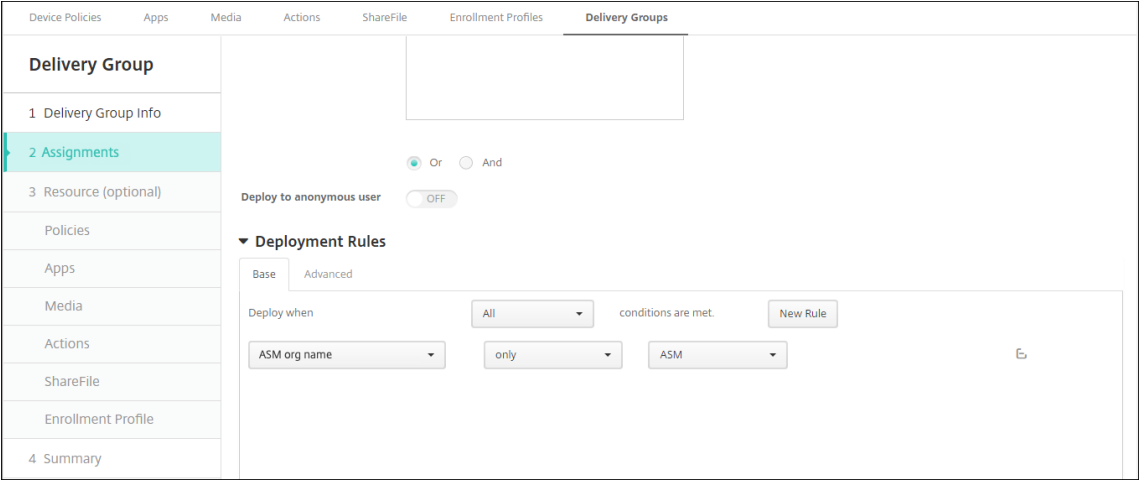 Device Policies Apps Media Actions ShareFile Enrollment Profiles Delivery Groups
Delivery Group
1 Delivery Group Info
2 Assignments
3 Resource (optional)
Policies
Apps
Media
Actions
ShareFile
Enrollment Profile
4 Summary
Or And
Deploy to anonymous user OFF
Deployment Rules
Base Advanced
Deploy when All conditions are met. New Rule
ASM org name only ASM